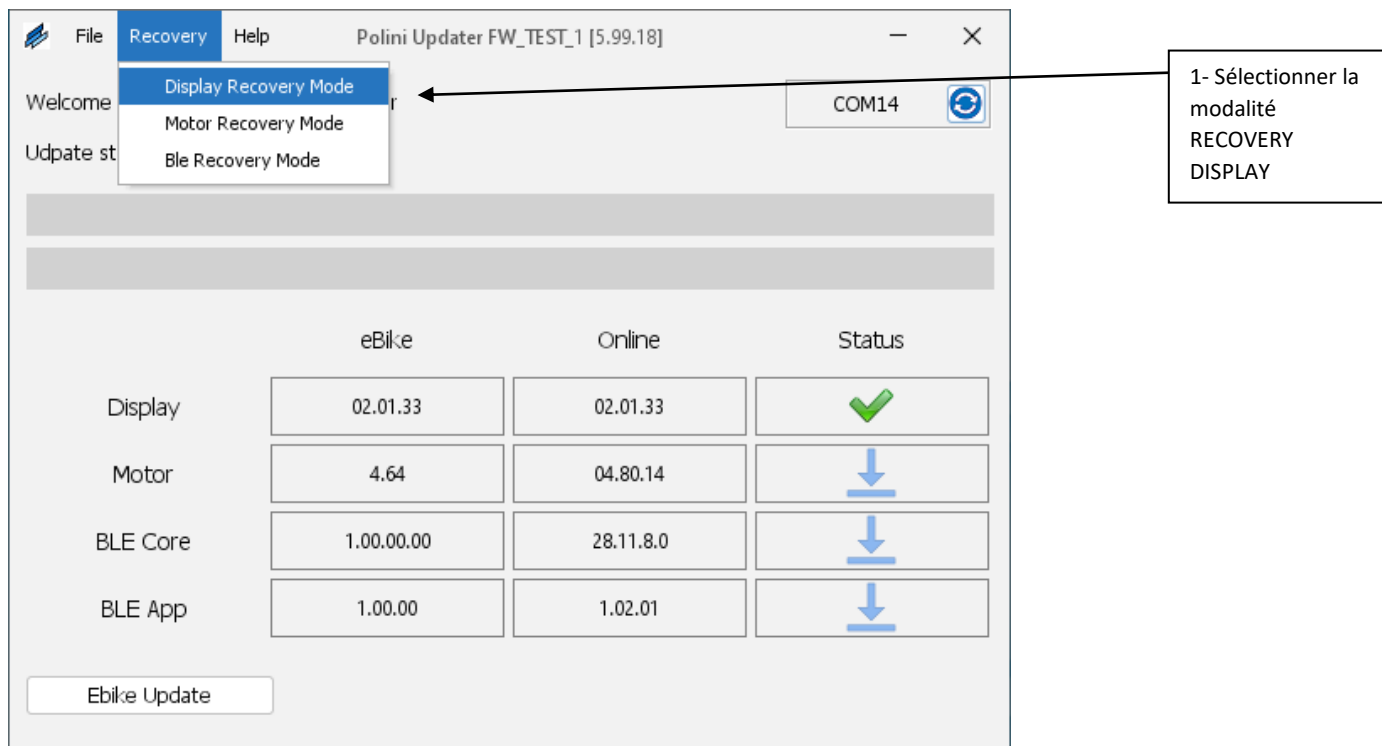 File Recovery Help Polini Updater FW_TEST_1 [5.99.18]
Display Recovery Mode
Motor Recovery Mode
Ble Recovery Mode
Welcome
r
COM14
Udpate st
1- Sélectionner la
modalité
RECOVERY
DISPLAY
eBike Online Status
Display 02.01.33 02.01.33
Motor 4.64 04.80.14
BLE Core 1.00.00.00 28.11.8.0
BLE App 1.00.00 1.02.01
Ebike Update